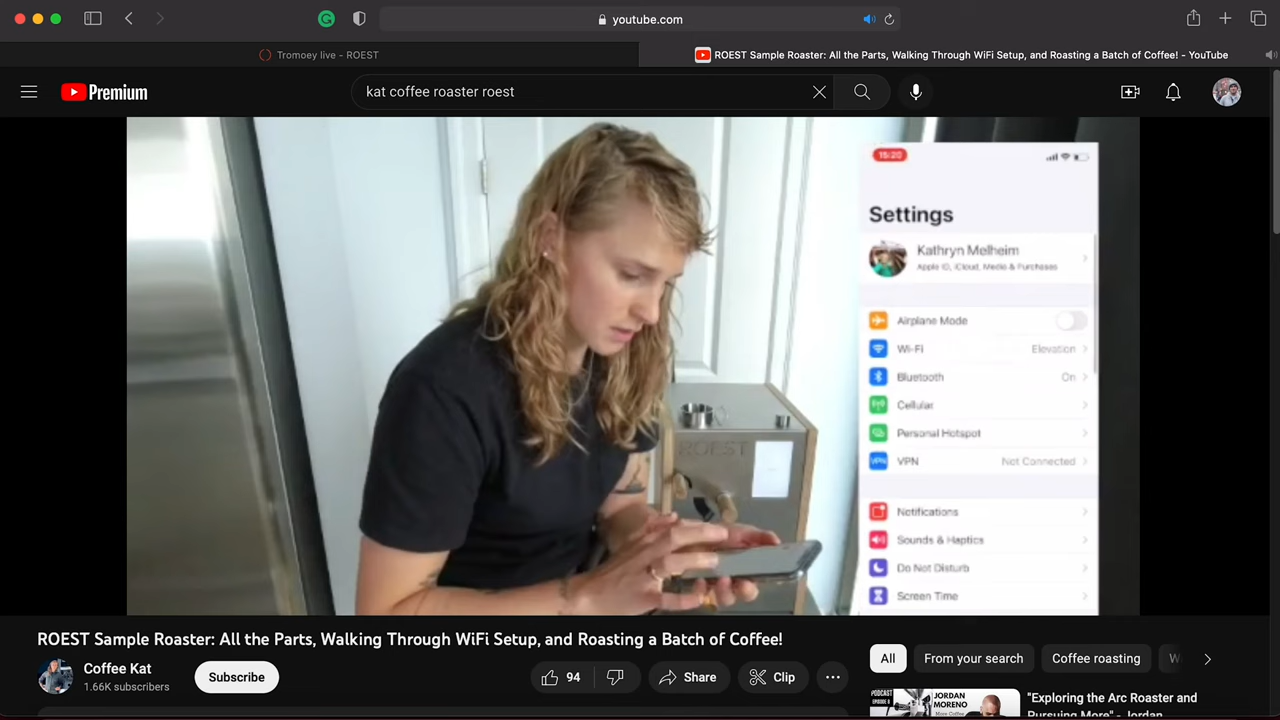 youtube.com
Tromoey live - ROEST
ROEST Sample Roaster: All the Parts, Walking Through WiFi Setup, and Roasting a Batch of Coffee! - YouTube
Premium
kat coffee roaster roest
15:20
Settings
Kathryn Melheim
Apple ID, iCloud, Media & Purchases
Airplane Mode
Wi-Fi Elevation
Bluetooth On
Cellular
Personal Hotspot
VPN VPN Not Connected
Notifications
Sounds & Haptics
Do Not Disturb
Screen Time
ROEST
ROEST Sample Roaster: All the Parts, Walking Through WiFi Setup, and Roasting a Batch of Coffee!
Coffee Kat
1.66K subscribers
Subscribe
94
Share
Clip
All
From your search
Coffee roasting
PODCAST
JORDAN
MORENO
"Exploring the Arc Roaster and
Pursuing More" - Jordan